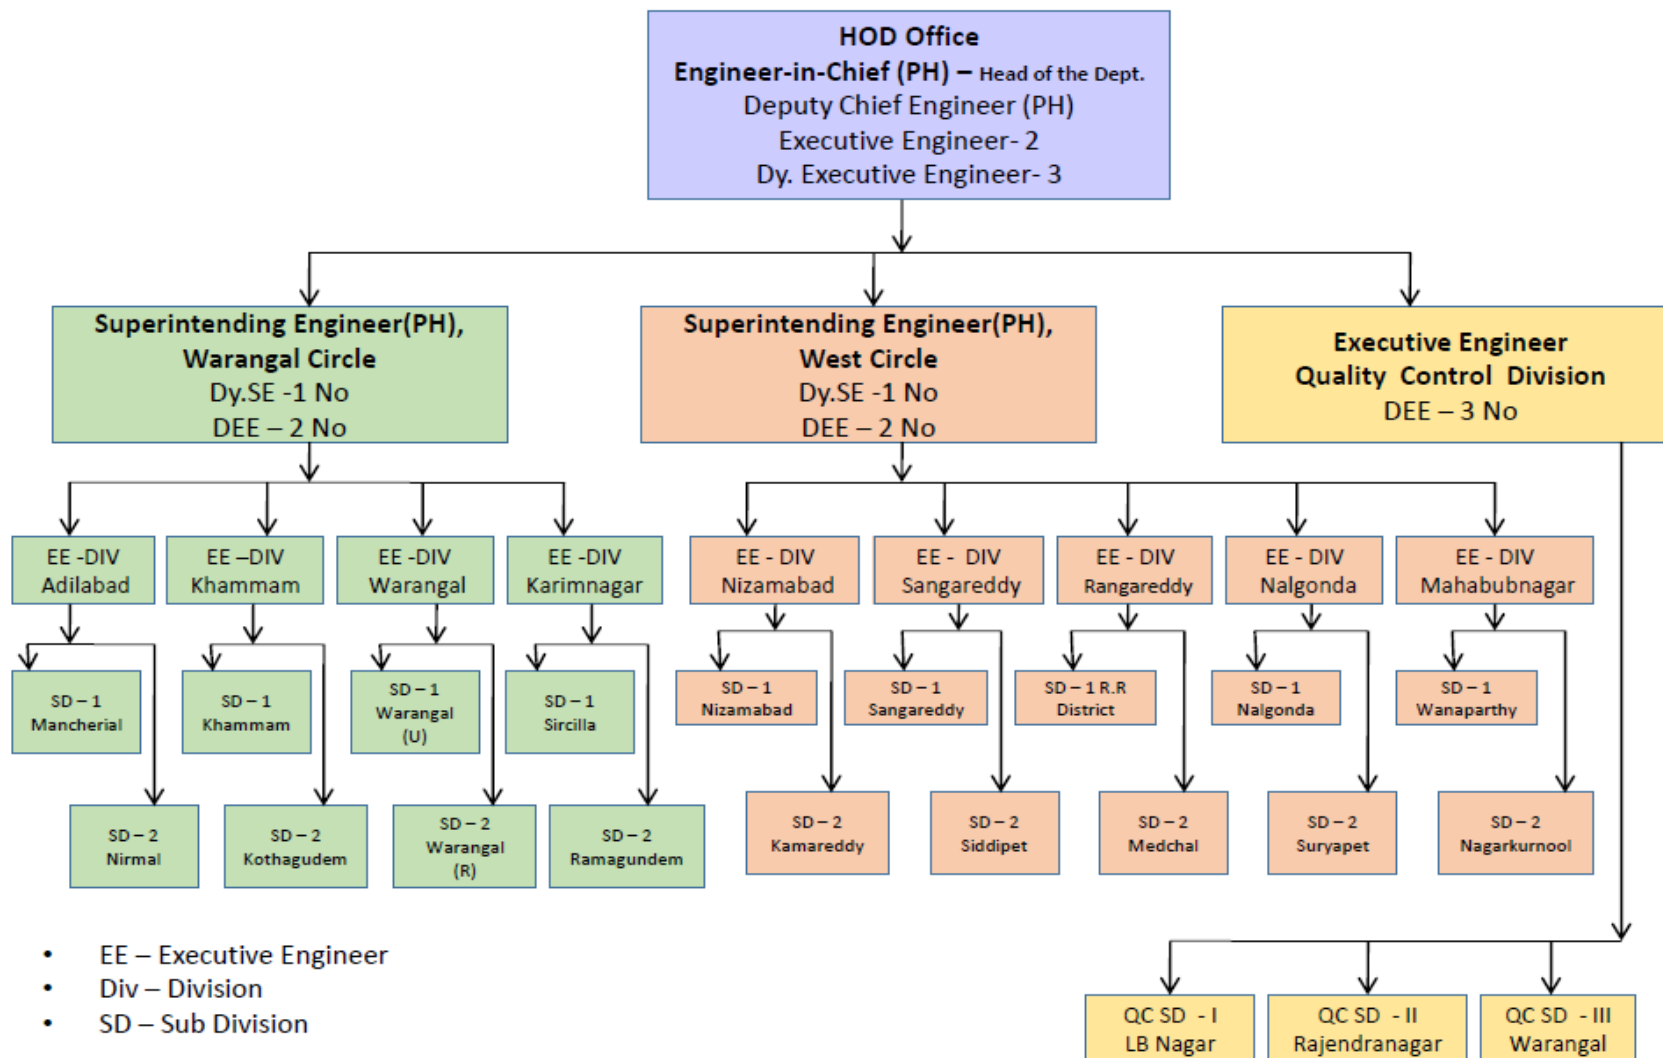 HOD Office
Engineer-in-Chief (PH) – Head of the Dept.
Deputy Chief Engineer (PH)
Executive Engineer- 2
Dy. Executive Engineer- 3
Superintending Engineer(PH),
Warangal Circle
Dy.SE -1 No
DEE – 2 No
Superintending Engineer(PH),
West Circle
Dy.SE -1 No
DEE – 2 No
Executive Engineer
Quality Control Division
DEE – 3 No
EE -DIV
Adilabad
EE –DIV
Khammam
EE -DIV
Warangal
EE -DIV
Karimnagar
EE - DIV
Nizamabad
EE - DIV
Sangareddy
EE - DIV
Rangareddy
EE - DIV
Nalgonda
EE - DIV
Mahabubnagar
SD – 1
Mancherial
SD – 1
Khammam
SD – 1
Warangal
(U)
SD – 1
Sircilla
SD – 1
Nizamabad
SD – 1
Sangareddy
SD – 1 R.R
District
SD – 1
Nalgonda
SD – 1
Wanaparthy
SD – 2
Nirmal
SD – 2
Kothagudem
SD – 2
Warangal
(R)
SD – 2
Ramagundem
SD – 2
Kamareddy
SD – 2
Siddipet
SD – 2
Medchal
SD – 2
Suryapet
SD – 2
Nagarkurnool
• EE – Executive Engineer
• Div – Division
• SD – Sub Division
QC SD - I
LB Nagar
QC SD - II
Rajendranagar
QC SD - III
Warangal